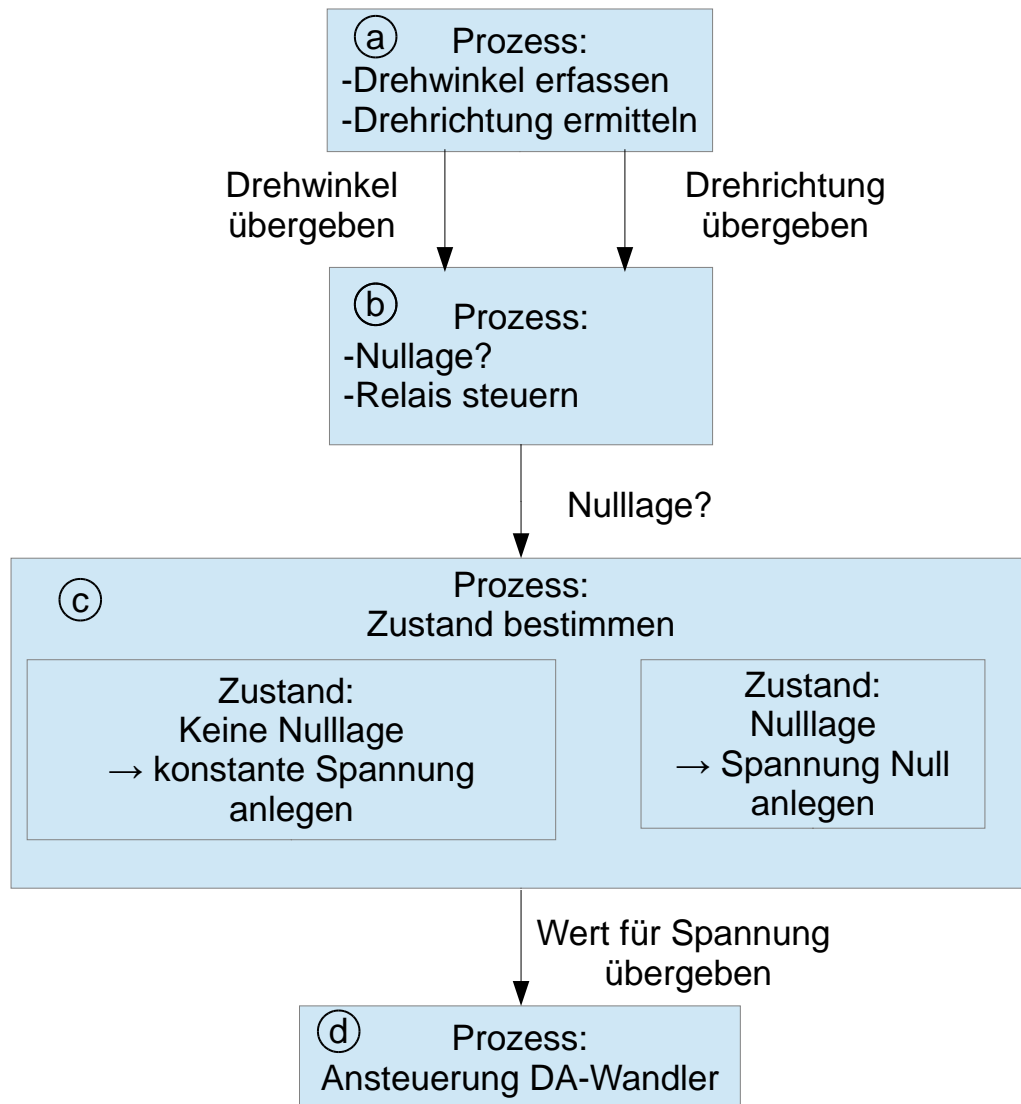 a
Prozess:
-Drehwinkel erfassen
-Drehrichtung ermitteln
Drehwinkel
übergeben
Drehrichtung
übergeben
b
Prozess:
-Nullage?
-Relais steuern
Nulllage?
c
Prozess:
Zustand bestimmen
Zustand:
Keine Nulllage
→ konstante Spannung
anlegen
Zustand:
Nulllage
→ Spannung Null
anlegen
Wert für Spannung
übergeben
d
Prozess:
Ansteuerung DA-Wandler